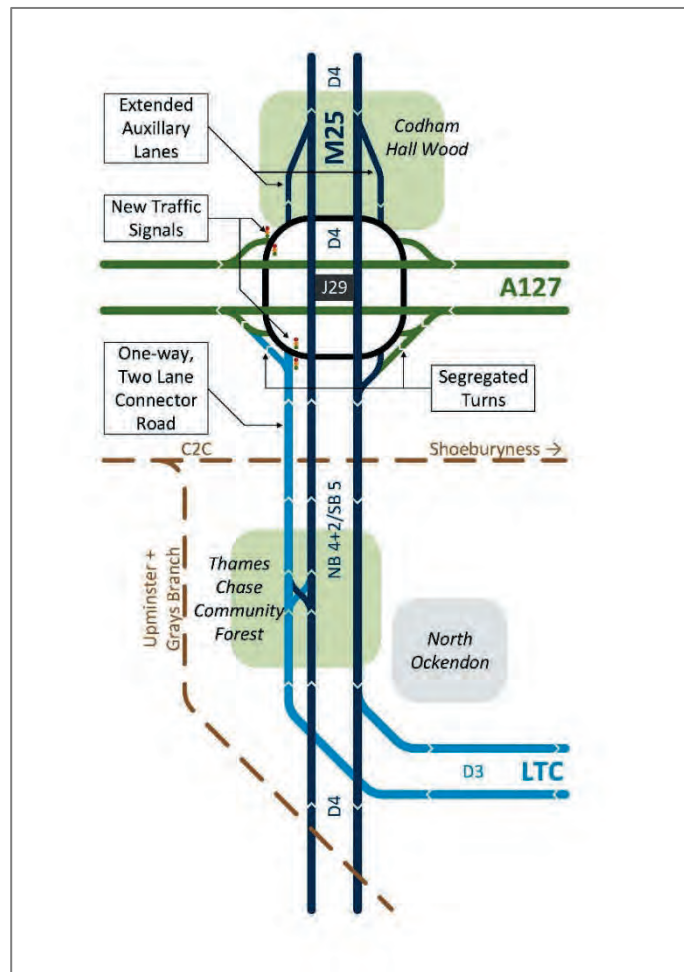 D4
Extended
Auxillary
Lanes
M25
Codham
Hall Wood
New Traffic
Signals
D4
J29
A127
One-way,
Two Lane
Connector
Road
Segregated
Turns
C2C
Shoeburyness →
NB 4+2/SB 5
Upminster +
Grays Branch
Thames
Chase
Community
Forest
North
Ockendon
D3
LTC
D4